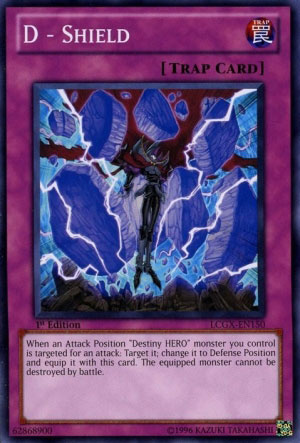 D - Shield
TRAP
罠
[Trap Card]
1st Edition
LCGX-EN150
When an Attack Position "Destiny HERO" monster you
control is targeted for an attack: Target it; change it to Defense Position
and equip it with this card. The equipped monster cannot be
destroyed by battle.
62868900
©1996 KAZUKI TAKAHASHI